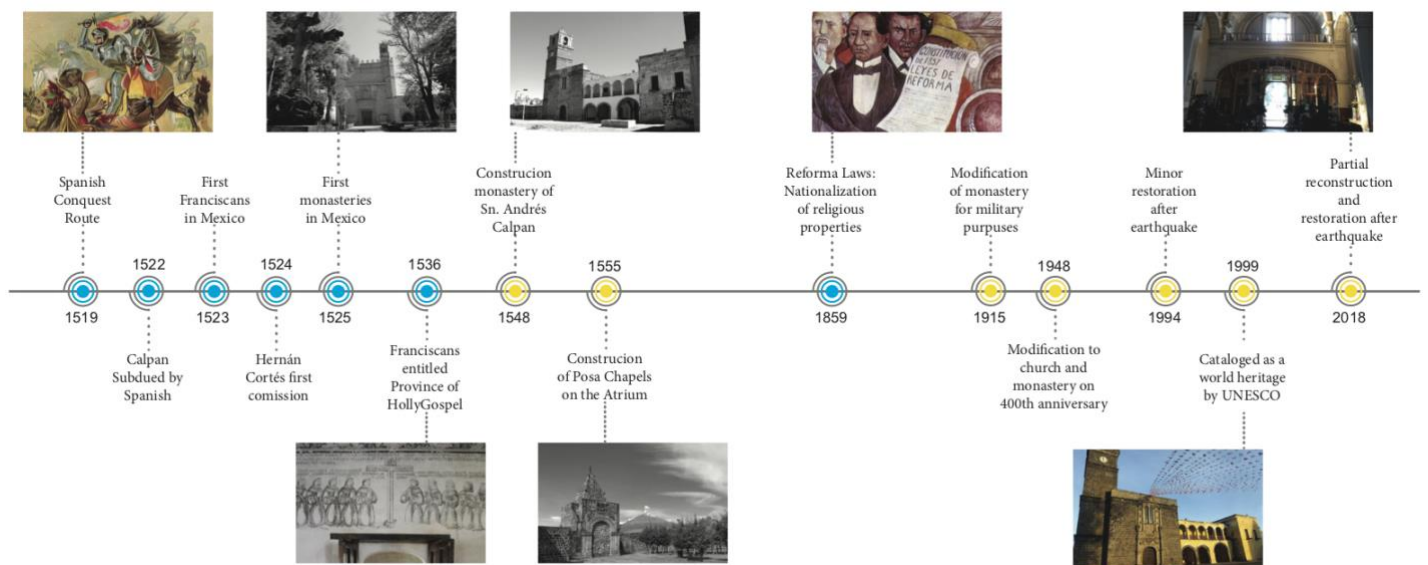 CONSTITUCION
DE 1857
LEYES DE
REFORMA
Spanish
Conquest
Route
First
Franciscans
in Mexico
First
monasteries
in Mexico
Construcion
monastery of
Sn. Andrés
Calpan
Reforma Laws:
Nationalization
of religious
properties
Modification
of monastery
for military
purpuses
Minor
restoration
after
earthquake
Partial
reconstruction
and
restoration after
earthquake
1522
1524
1536
1555
1948
1999
1519
1523
1525
1548
1859
1915
1994
2018
Calpan
Subdued by
Spanish
Hernán
Cortés first
comission
Franciscans
entitled
Province of
HollyGospel
Construcion
of Posa Chapels
on the Atrium
Modification to
church and
monastery on
400th anniversary
Cataloged as a
world heritage
by UNESCO